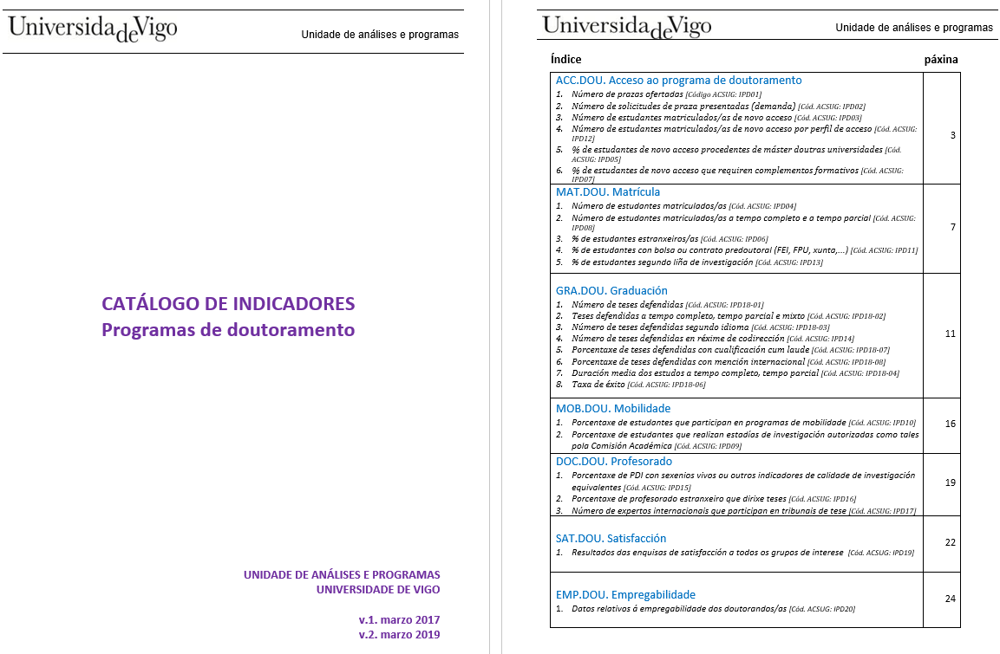 UniversidadeVigo
Unidade de análises e programas
CATÁLOGO DE INDICADORES
Programas de doutoramento
UNIDADE DE ANÁLISES E PROGRAMAS
UNIVERSIDADE DE VIGO
v.1. marzo 2017
v.2. marzo 2019
UniversidadeVigo
Unidade de análises e programas
Índice páxina
ACC.DOU. Acceso ao programa de doutoramento
1. Número de prazas ofertadas [Código ACSUG: IPD01]
2. Número de solicitudes de praza presentadas (demanda) [Cód. ACSUG: IPD02]
3. Número de estudantes matriculados/as de novo acceso [Cód. ACSUG: IPD03]
4. Número de estudantes matriculados/as de novo acceso por perfil de acceso [Cód. ACSUG:
IPD12]
5. % de estudantes de novo acceso procedentes de máster doutras universidades [Cód.
ACSUG: IPD05]
6. % de estudantes de novo acceso que requiren complementos formativos [Cód. ACSUG:
IPD07]
3
MAT.DOU. Matrícula
1. Número de estudantes matriculados/as [Cód. ACSUG: IPD04]
2. Número de estudantes matriculados/as a tempo completo e a tempo parcial [Cód. ACSUG:
IPD08]
3. % de estudantes estranxeiros/as [Cód. ACSUG: IPD06]
4. % de estudantes con bolsa ou contrato predoutoral (FEI, FPU, xunta,...) [Cód. ACSUG: IPD11]
5. % de estudantes segundo liña de investigación [Cód. ACSUG: IPD13]
7
GRA.DOU. Graduación
1. Número de teses defendidas [Cód. ACSUG: IPD18-01]
2. Teses defendidas a tempo completo, tempo parcial e mixto [Cód. ACSUG: IPD18-02]
3. Número de teses defendidas segundo idioma [Cód. ACSUG: IPD18-03]
4. Número de teses defendidas en réxime de codirección [Cód. ACSUG: IPD14]
5. Porcentaxe de teses defendidas con cualificación cum laude [Cód. ACSUG: IPD18-07]
6. Porcentaxe de teses defendidas con mención internacional [Cód. ACSUG: IPD18-08]
7. Duración media dos estudos a tempo completo, tempo parcial [Cód. ACSUG: IPD18-04]
8. Taxa de éxito [Cód. ACSUG: IPD18-06]
11
MOB.DOU. Mobilidade
1. Porcentaxe de estudantes que participan en programas de mobilidade [Cód. ACSUG: IPD10]
2. Porcentaxe de estudantes que realizan estadías de investigación autorizadas como tales
pola Comisión Académica [Cód. ACSUG: IPD09]
16
DOC.DOU. Profesorado
1. Porcentaxe de PDI con sexenios vivos ou outros indicadores de calidade de investigación
equivalentes [Cód. ACSUG: IPD15]
2. Porcentaxe de profesorado estranxeiro que dirixe teses [Cód. ACSUG: IPD16]
3. Número de expertos internacionais que participan en tribunais de tese [Cód. ACSUG: IPD17]
19
SAT.DOU. Satisfacción
1. Resultados das enquisas de satisfacción a todos os grupos de interese [Cód. ACSUG: IPD19]
22
EMP.DOU. Empregabilidade
1. Datos relativos á empregabilidade dos doutorandos/as [Cód. ACSUG: IPD20]
24